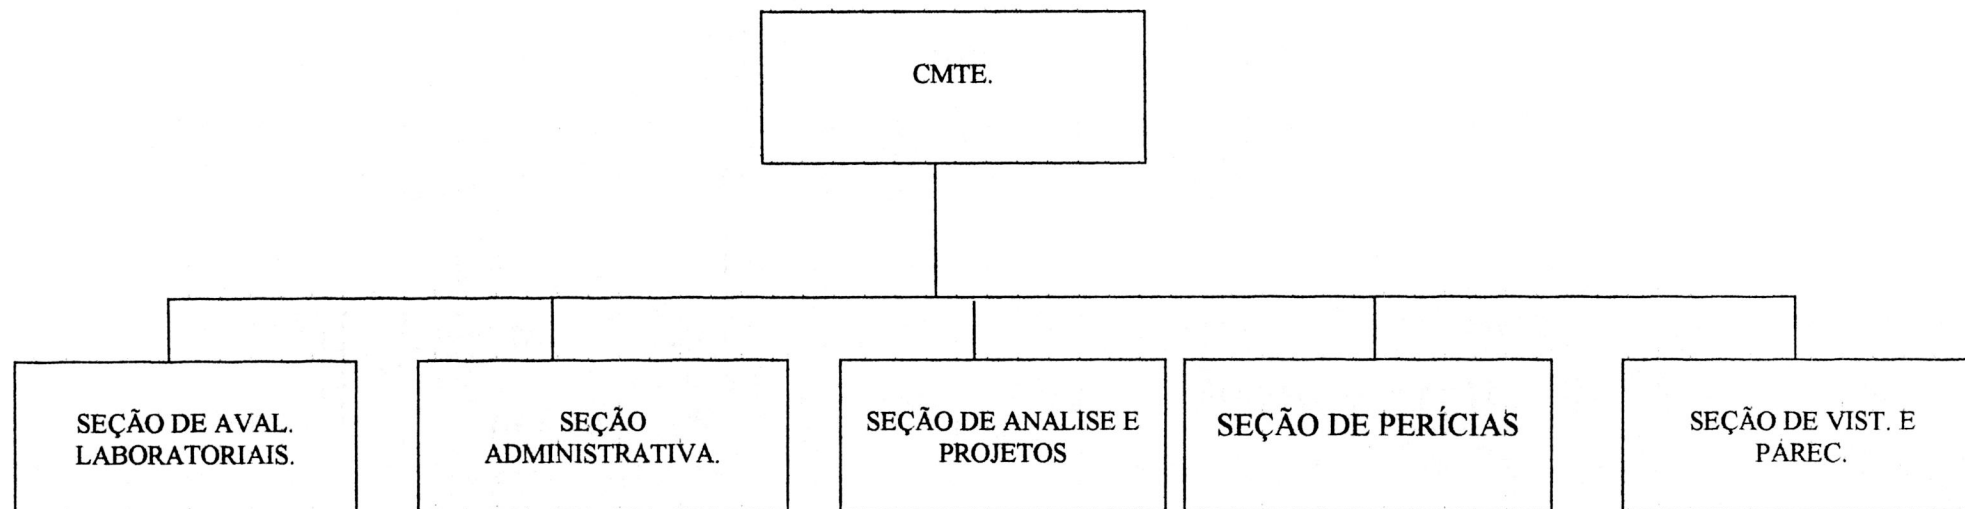 CMTE.
SEÇÃO DE AVAL.
LABORATORIAIS.
SEÇÃO
ADMINISTRATIVA.
SEÇÃO DE ANALISE E
PROJETOS
SEÇÃO DE PERÍCIAS
SEÇÃO DE VIST. E
PAREC.